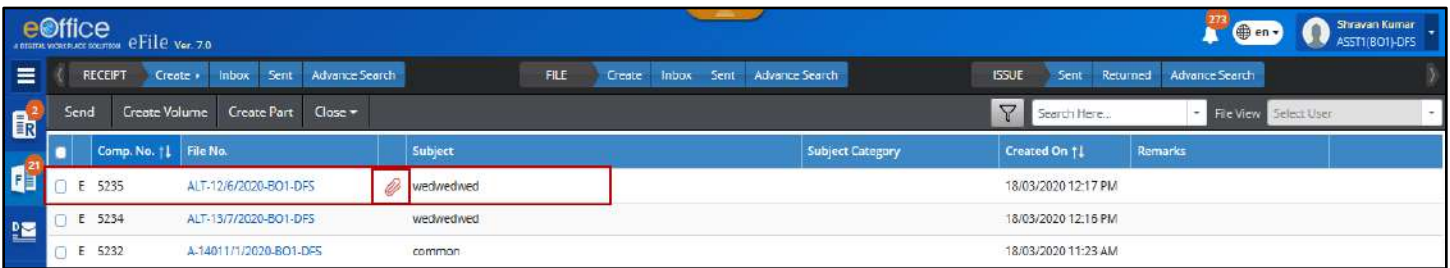 eOffice
A DIGITAL WORKPLACE SOLUTION eFile Ver. 7.0
273
en
Shravan Kumar
ASST1(BO1)-DFS
RECEIPT Create Inbox Sent Advance Search FILE Create Inbox Sent Advance Search ISSUE Sent Returned Advance Search
2
R
Send Create Volume Create Part Close Search Here... File View Select User
Comp. No. File No. Subject Subject Category Created On Remarks
21
F
E 5235 ALT-12/6/2020-BO1-DFS wedwedwed 18/03/2020 12:17 PM
E 5234 ALT-13/7/2020-BO1-DFS wedwedwed 18/03/2020 12:16 PM
D
E 5232 A-14011/1/2020-BO1-DFS common 18/03/2020 11:23 AM